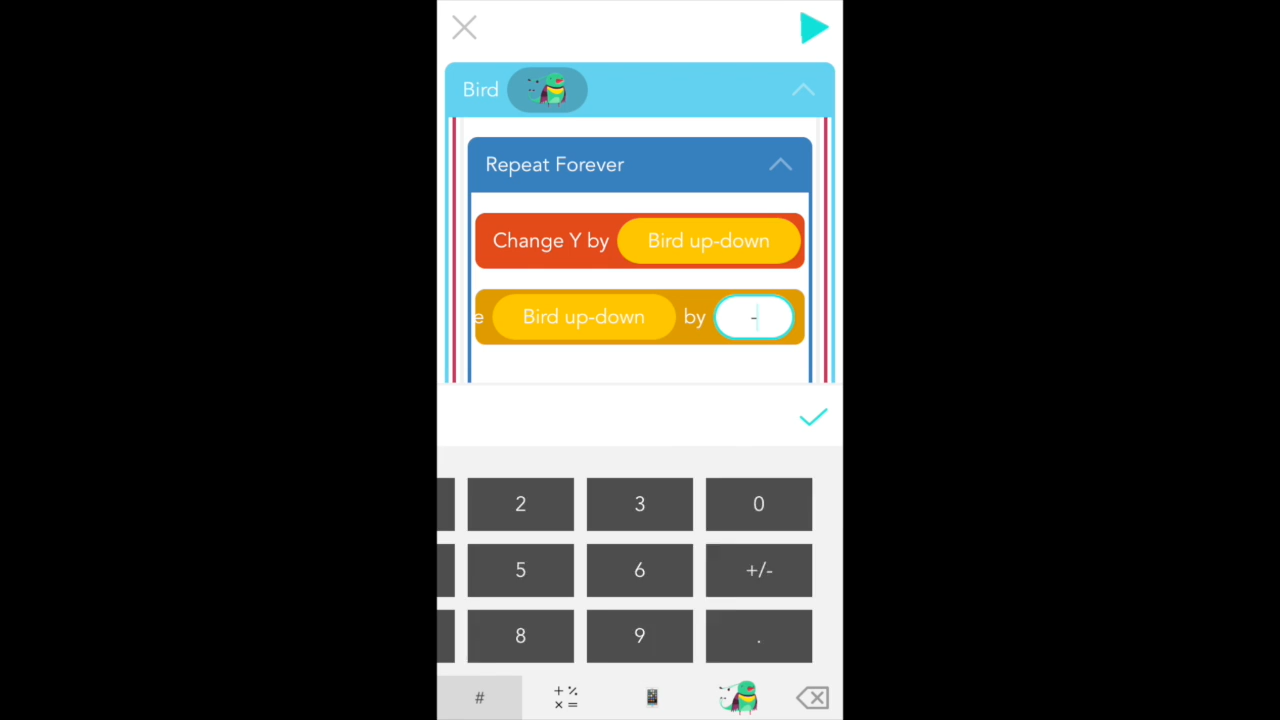 Bird
Repeat Forever
Change Y by Bird up-down
e Bird up-down by -
2 3 0
5 6 +/-
8 9 .
# + % × =